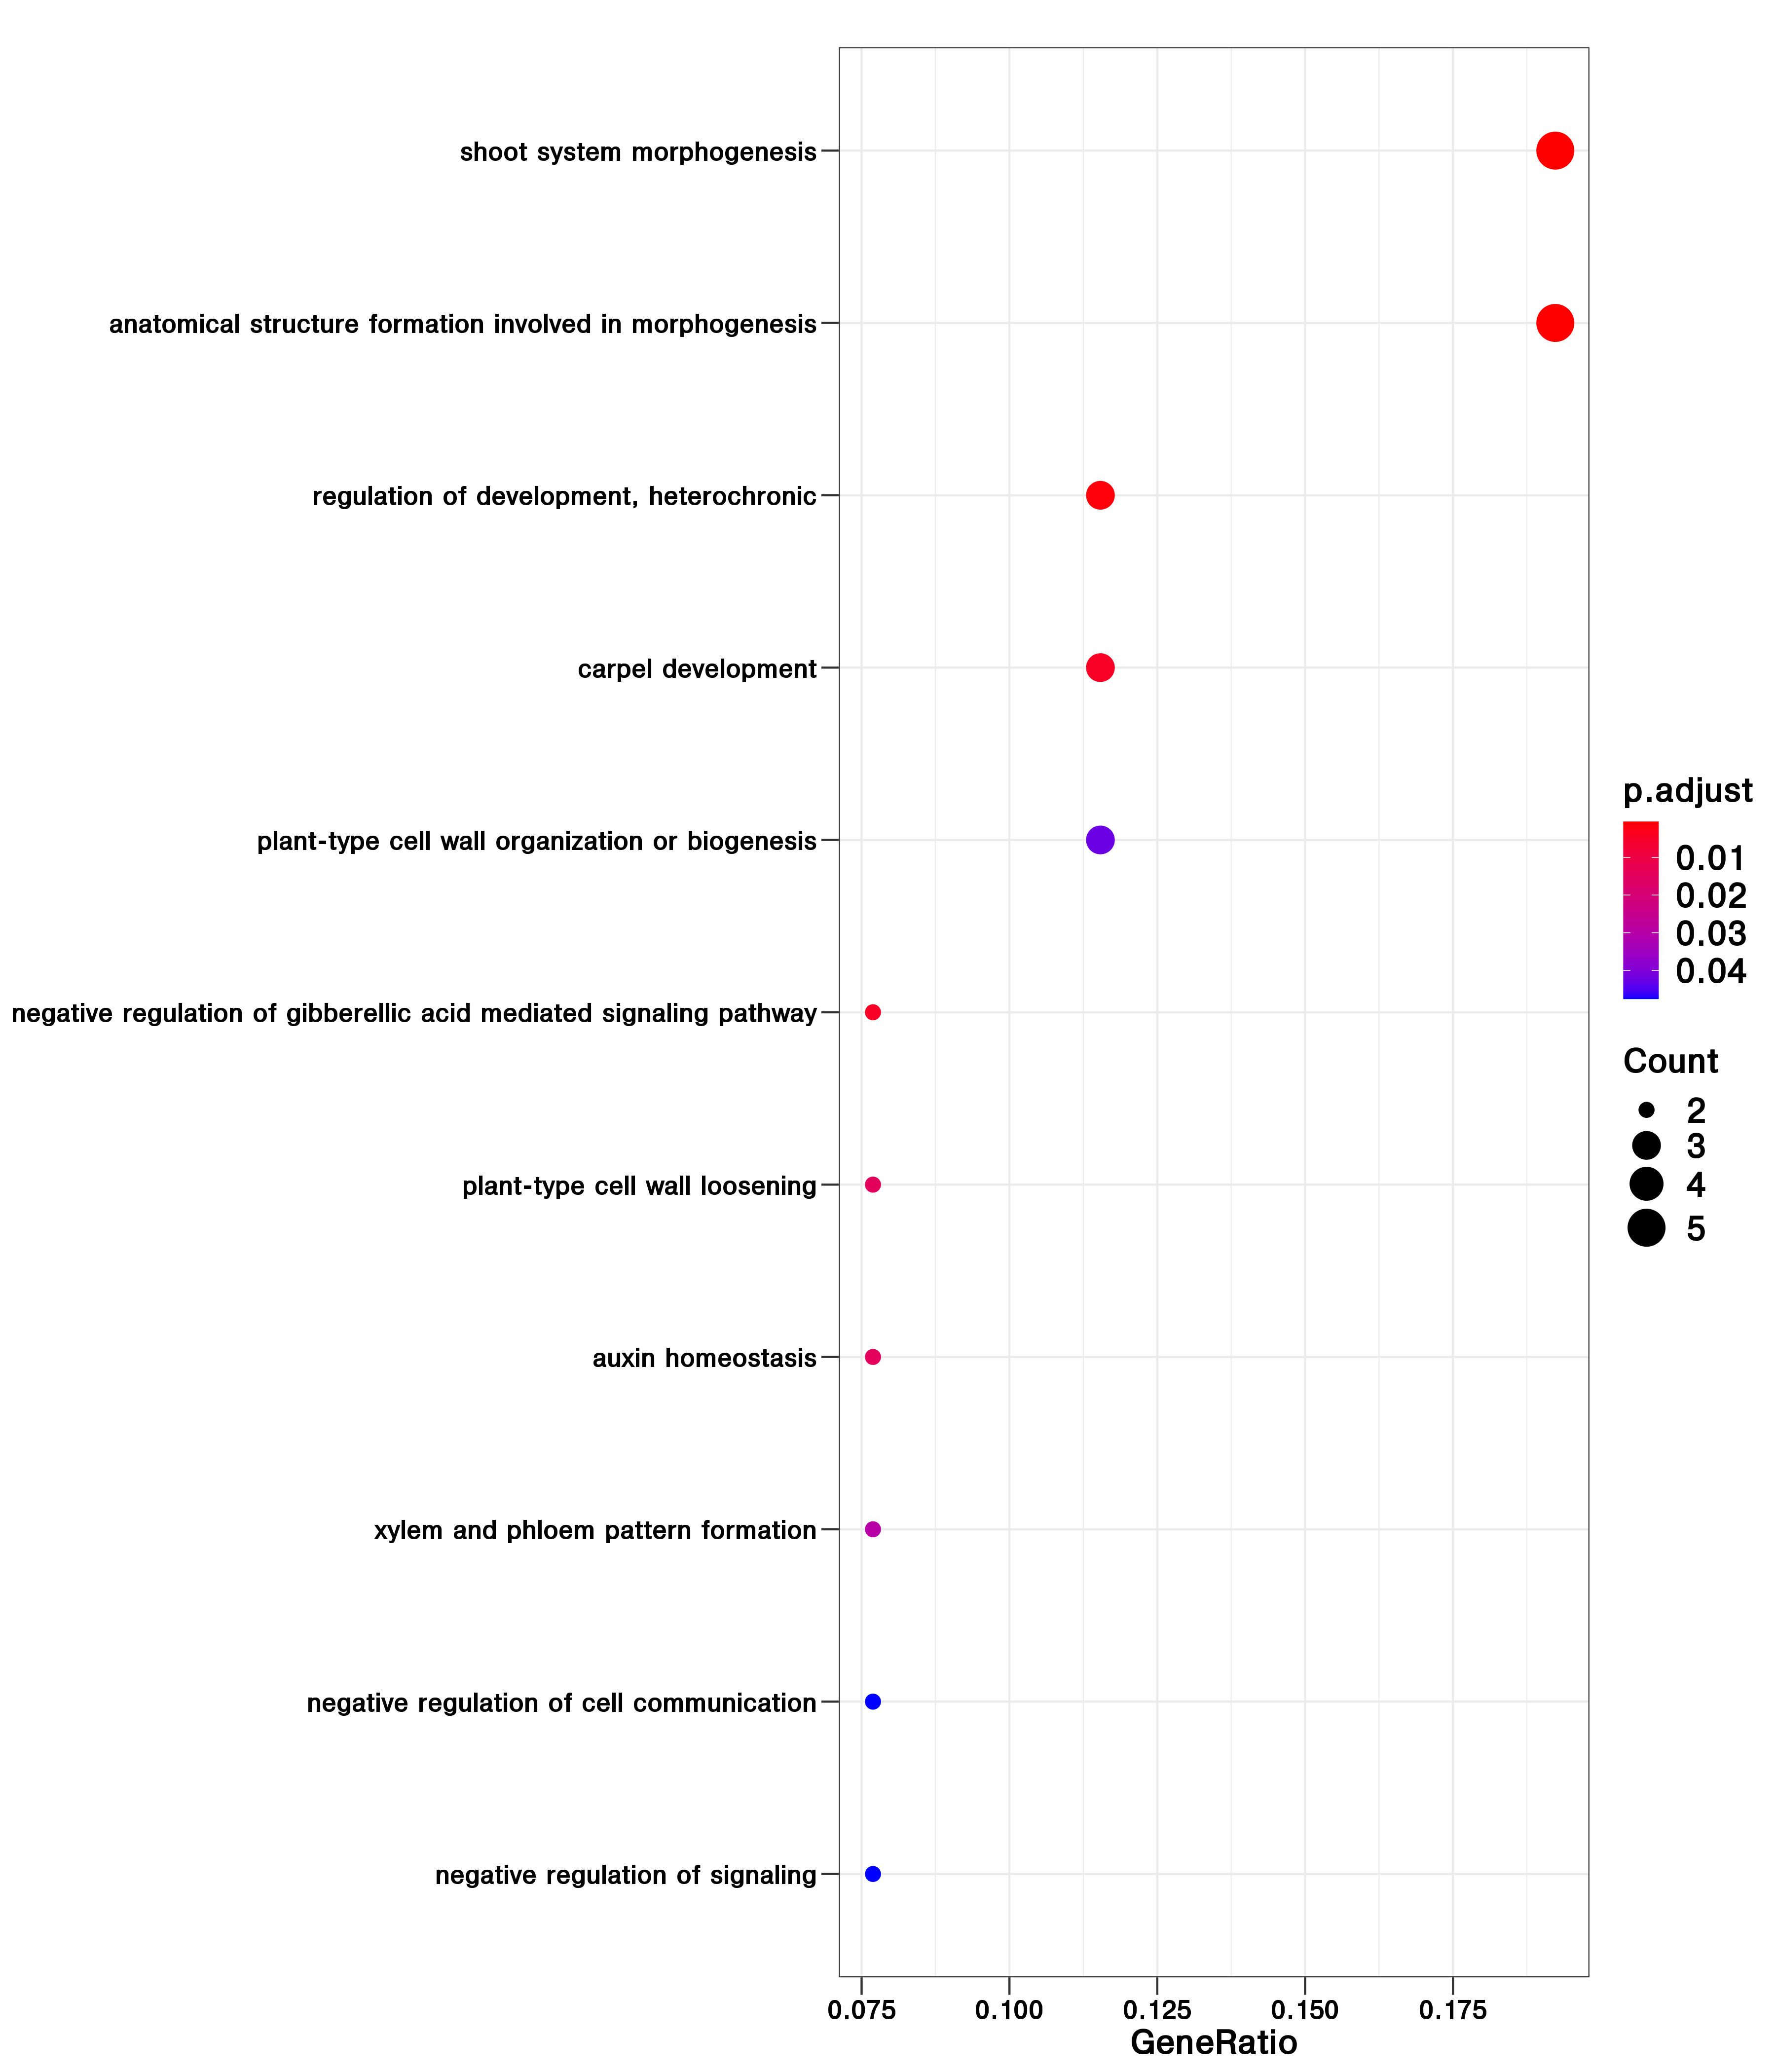 shoot system morphogenesis
anatomical structure formation involved in morphogenesis
regulation of development, heterochronic
carpel development
plant-type cell wall organization or biogenesis
negative regulation of gibberellic acid mediated signaling pathway
plant-type cell wall loosening
auxin homeostasis
xylem and phloem pattern formation
negative regulation of cell communication
negative regulation of signaling
0.075 0.100 0.125 0.150 0.175
GeneRatio
p.adjust
0.01
0.02
0.03
0.04
Count
2
3
4
5